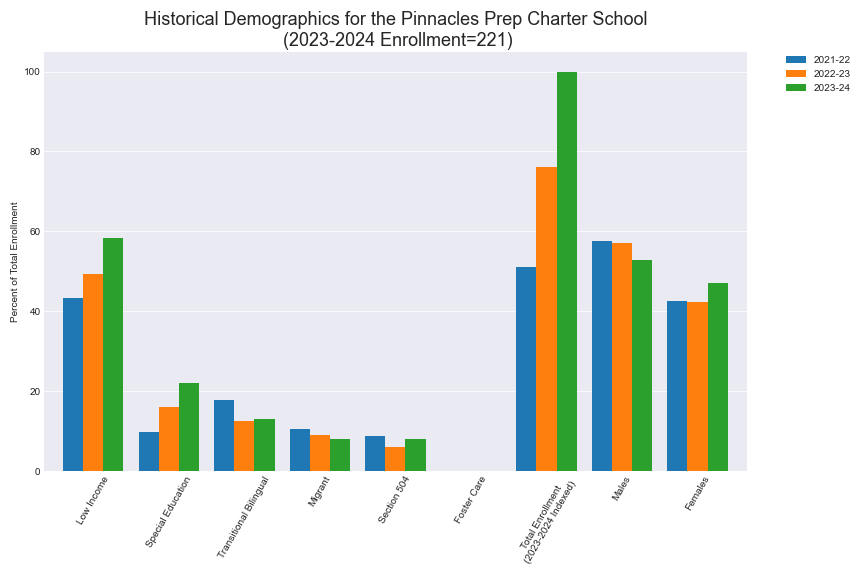 Historical Demographics for the Pinnacles Prep Charter School
(2023-2024 Enrollment=221)
2021-22
2022-23
2023-24
Percent of Total Enrollment
100
80
60
40
20
0
Low Income
Special Education
Transitional Bilingual
Migrant
Section 504
Foster Care
Total Enrollment
(2023-2024 Indexed)
Males
Females